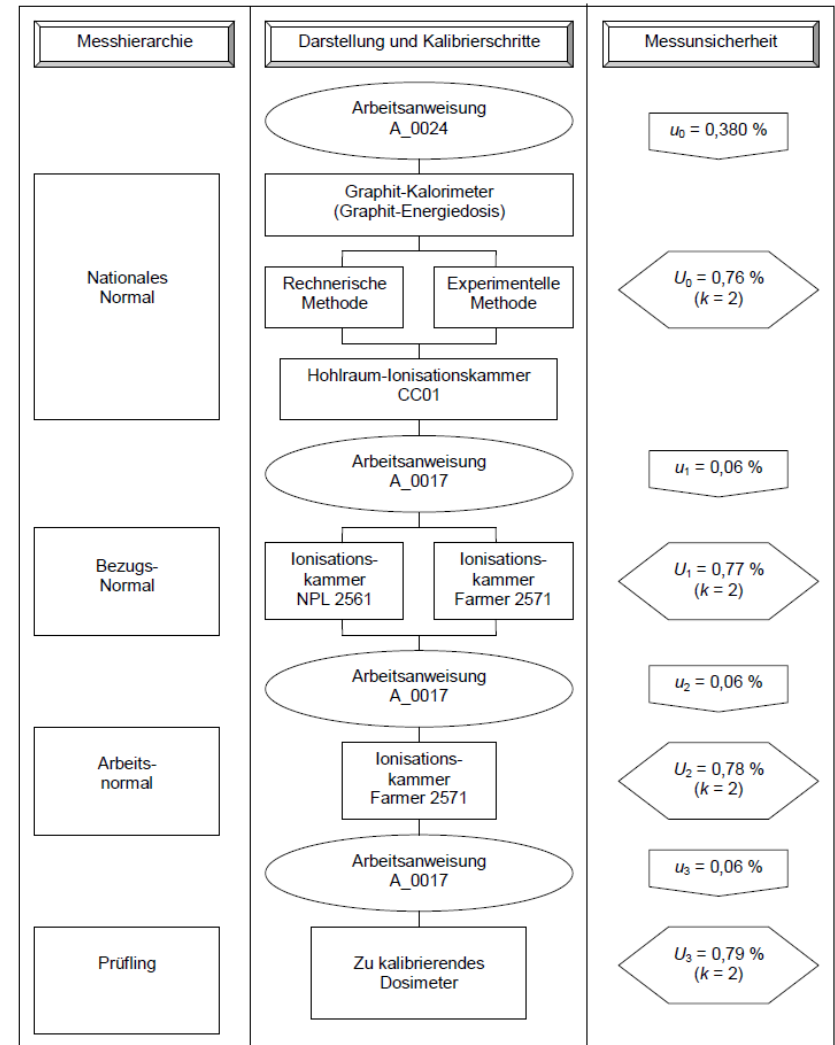 Messhierarchie
Darstellung und Kalibrierschritte
Messunsicherheit
Arbeitsanweisung
A_0024
u₀ = 0,380 %
Nationales
Normal
Graphit-Kalorimeter
(Graphit-Energiedosis)
Rechnerische
Methode
Experimentelle
Methode
U₀ = 0,76 %
(k = 2)
Hohlraum-Ionisationskammer
CC01
Arbeitsanweisung
A_0017
u₁ = 0,06 %
Bezugs-
Normal
Ionisations-
kammer
NPL 2561
Ionisations-
kammer
Farmer 2571
U₁ = 0,77 %
(k = 2)
Arbeitsanweisung
A_0017
u₂ = 0,06 %
Arbeits-
normal
Ionisations-
kammer
Farmer 2571
U₂ = 0,78 %
(k = 2)
Arbeitsanweisung
A_0017
u₃ = 0,06 %
Prüfling
Zu kalibrierendes
Dosimeter
U₃ = 0,79 %
(k = 2)